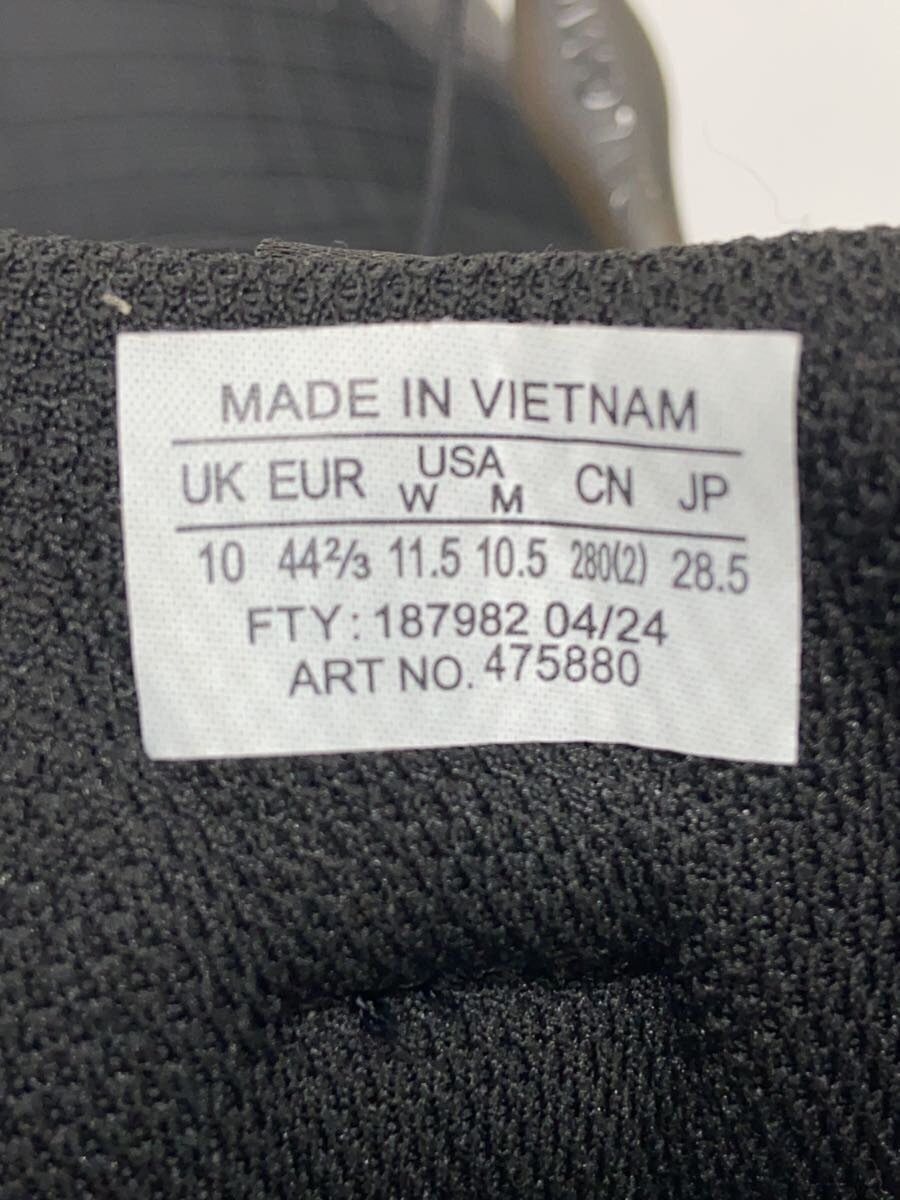 MADE IN VIETNAM
UK EUR USA W M CN JP
10 44⅔ 11.5 10.5 280(2) 28.5
FTY: 187982 04/24
ART NO. 475880